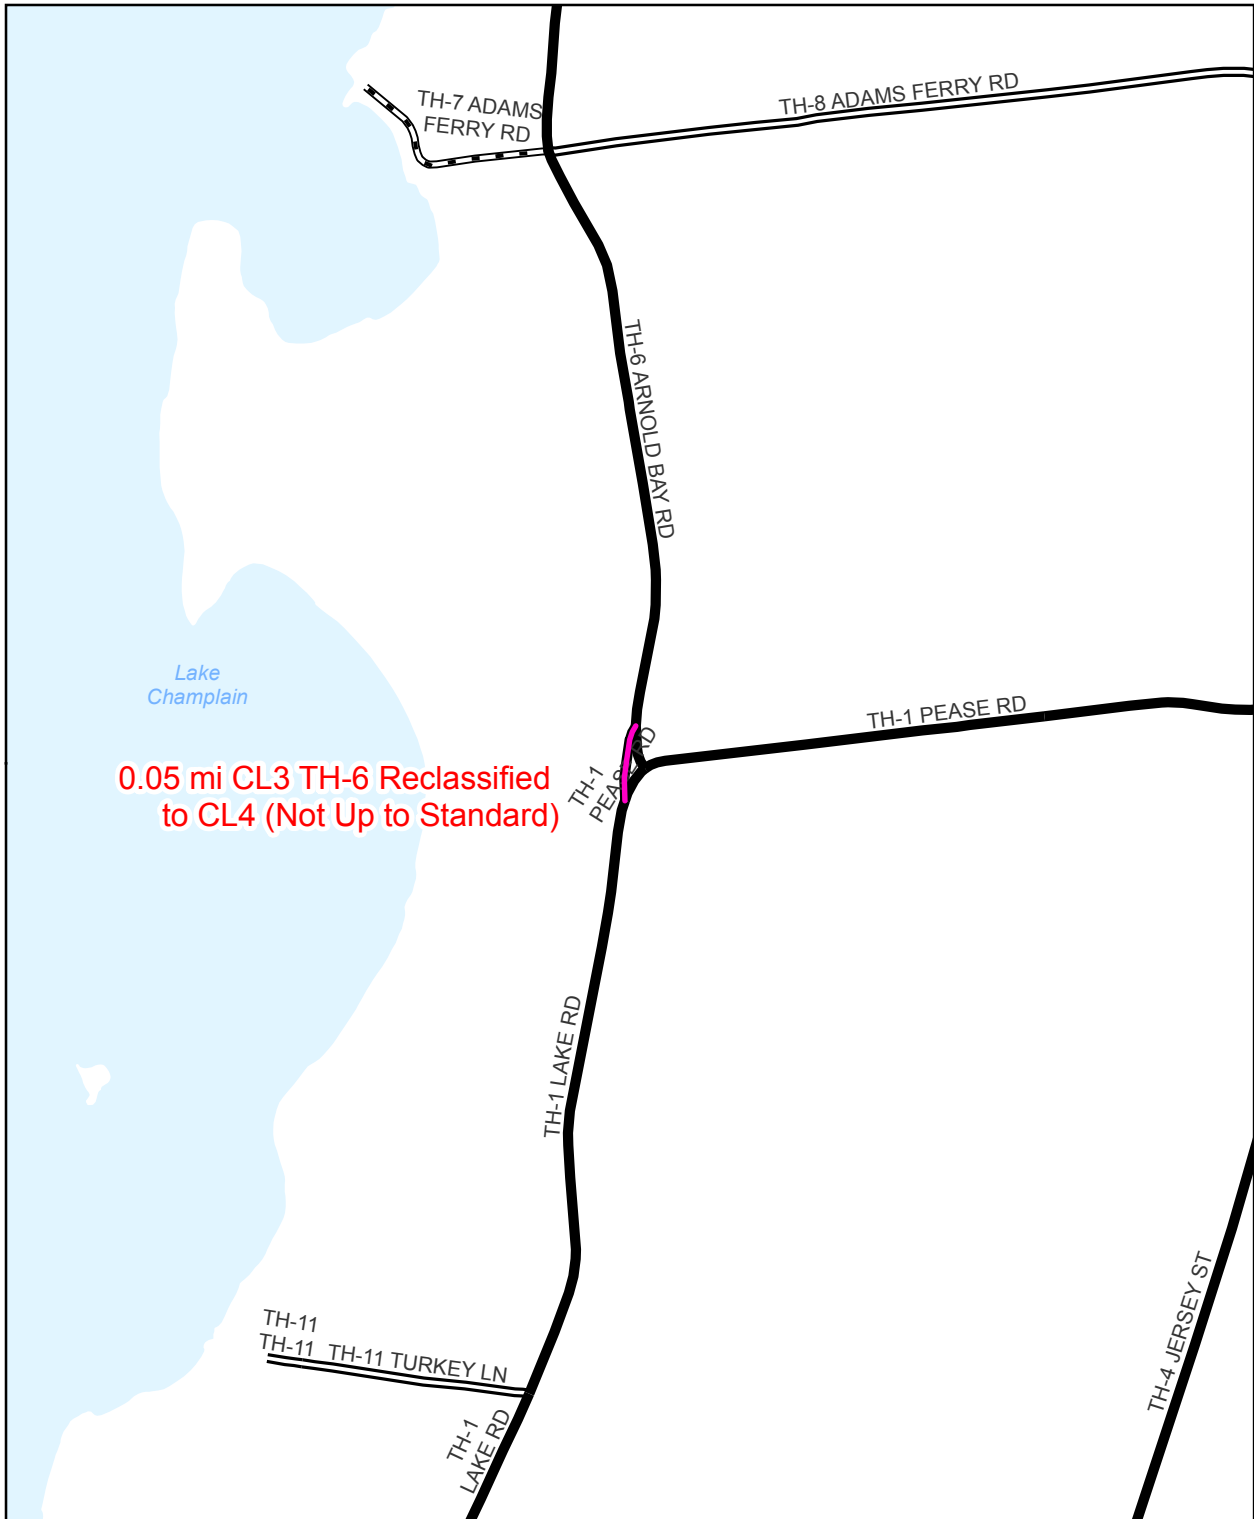 TH-7 ADAMS
FERRY RD
TH-8 ADAMS FERRY RD
TH-6 ARNOLD BAY RD
Lake
Champlain
TH-1 PEASE RD
TH-1
PEASE RD
0.05 mi CL3 TH-6 Reclassified
to CL4 (Not Up to Standard)
TH-1 LAKE RD
TH-4 JERSEY ST
TH-11
TH-11
TH-11 TURKEY LN
TH-1
LAKE RD